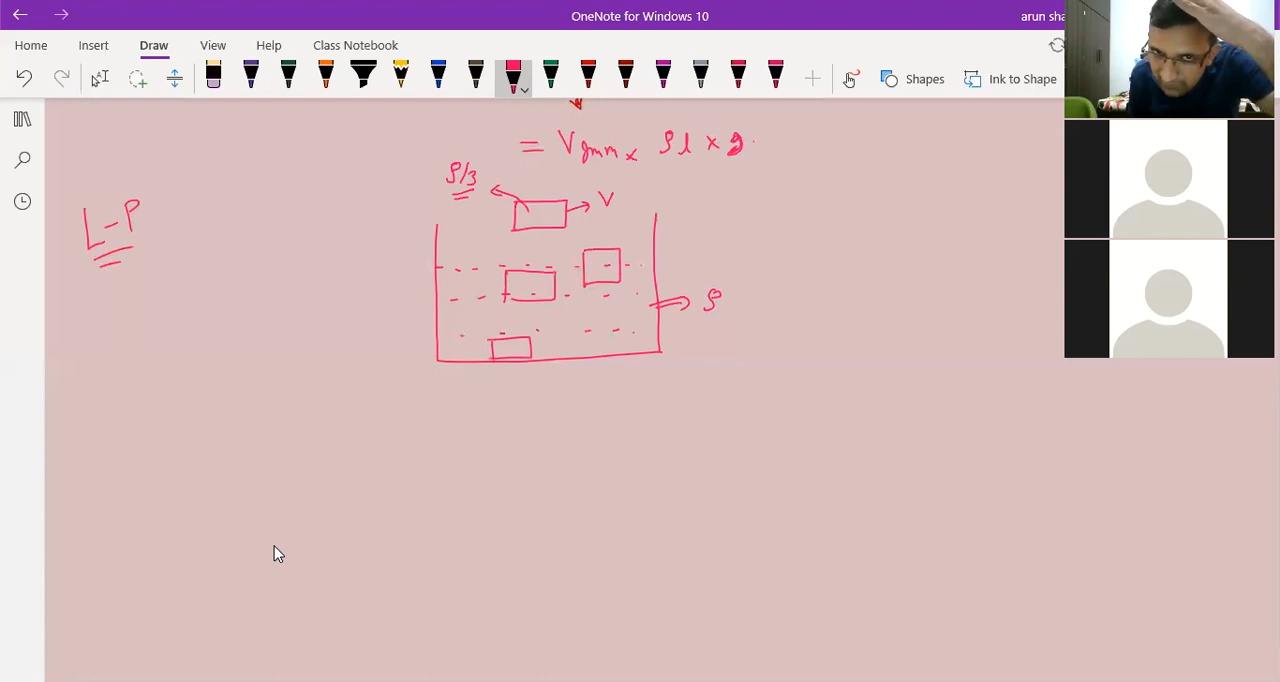 OneNote for Windows 10
arun sha
Home Insert Draw View Help Class Notebook
Shapes
Ink to Shape
= Vimm x ρl x g
ρ/3
V
L-P
ρ